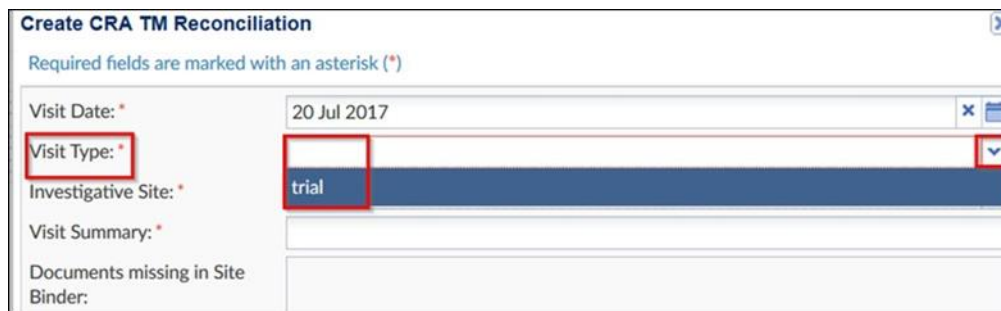 Create CRA TM Reconciliation
Required fields are marked with an asterisk (*)
Visit Date: * 20 Jul 2017
Visit Type: *
trial
Investigative Site: *
Visit Summary: *
Documents missing in Site
Binder: